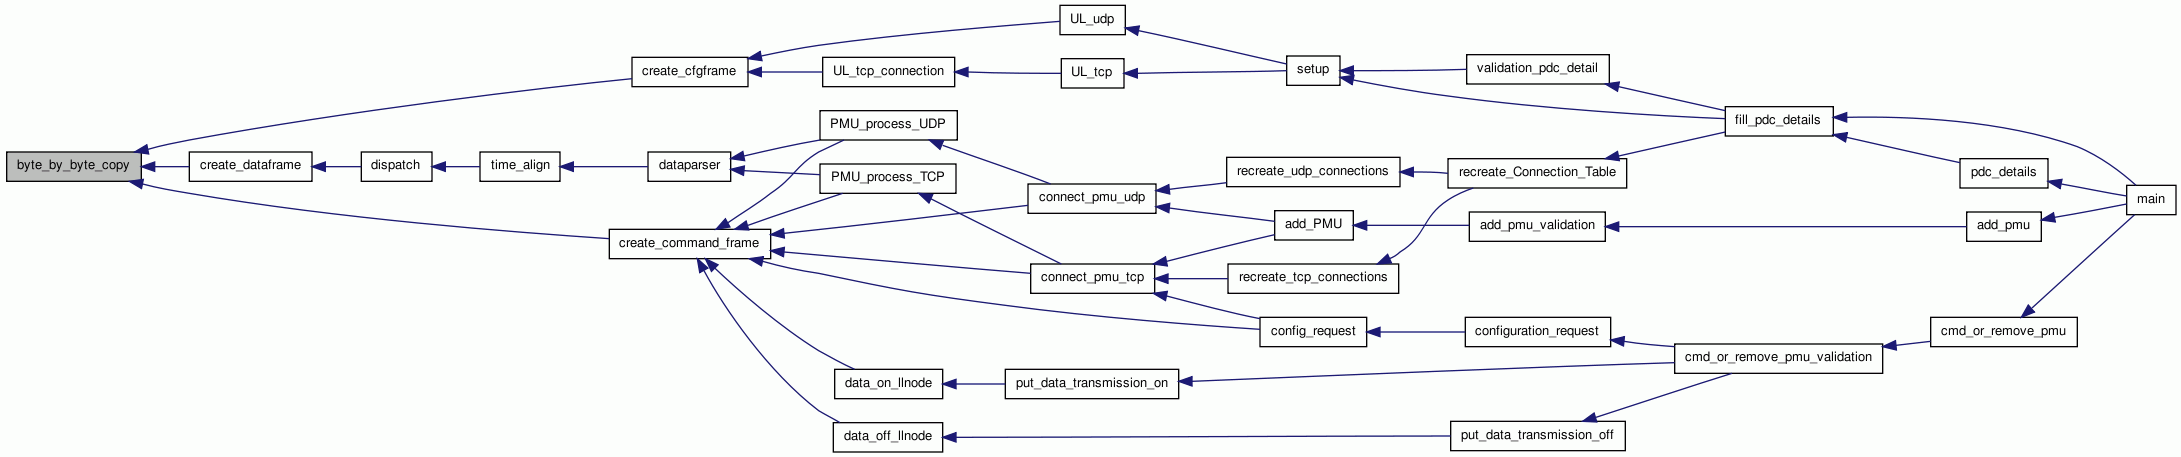 UL_udp
create_cfgframe
UL_tcp_connection
UL_tcp
setup
validation_pdc_detail
PMU_process_UDP
fill_pdc_details
byte_by_byte_copy
create_dataframe
dispatch
time_align
dataparser
PMU_process_TCP
recreate_udp_connections
recreate_Connection_Table
pdc_details
connect_pmu_udp
main
add_PMU
add_pmu_validation
add_pmu
create_command_frame
connect_pmu_tcp
recreate_tcp_connections
config_request
configuration_request
cmd_or_remove_pmu
cmd_or_remove_pmu_validation
data_on_llnode
put_data_transmission_on
data_off_llnode
put_data_transmission_off